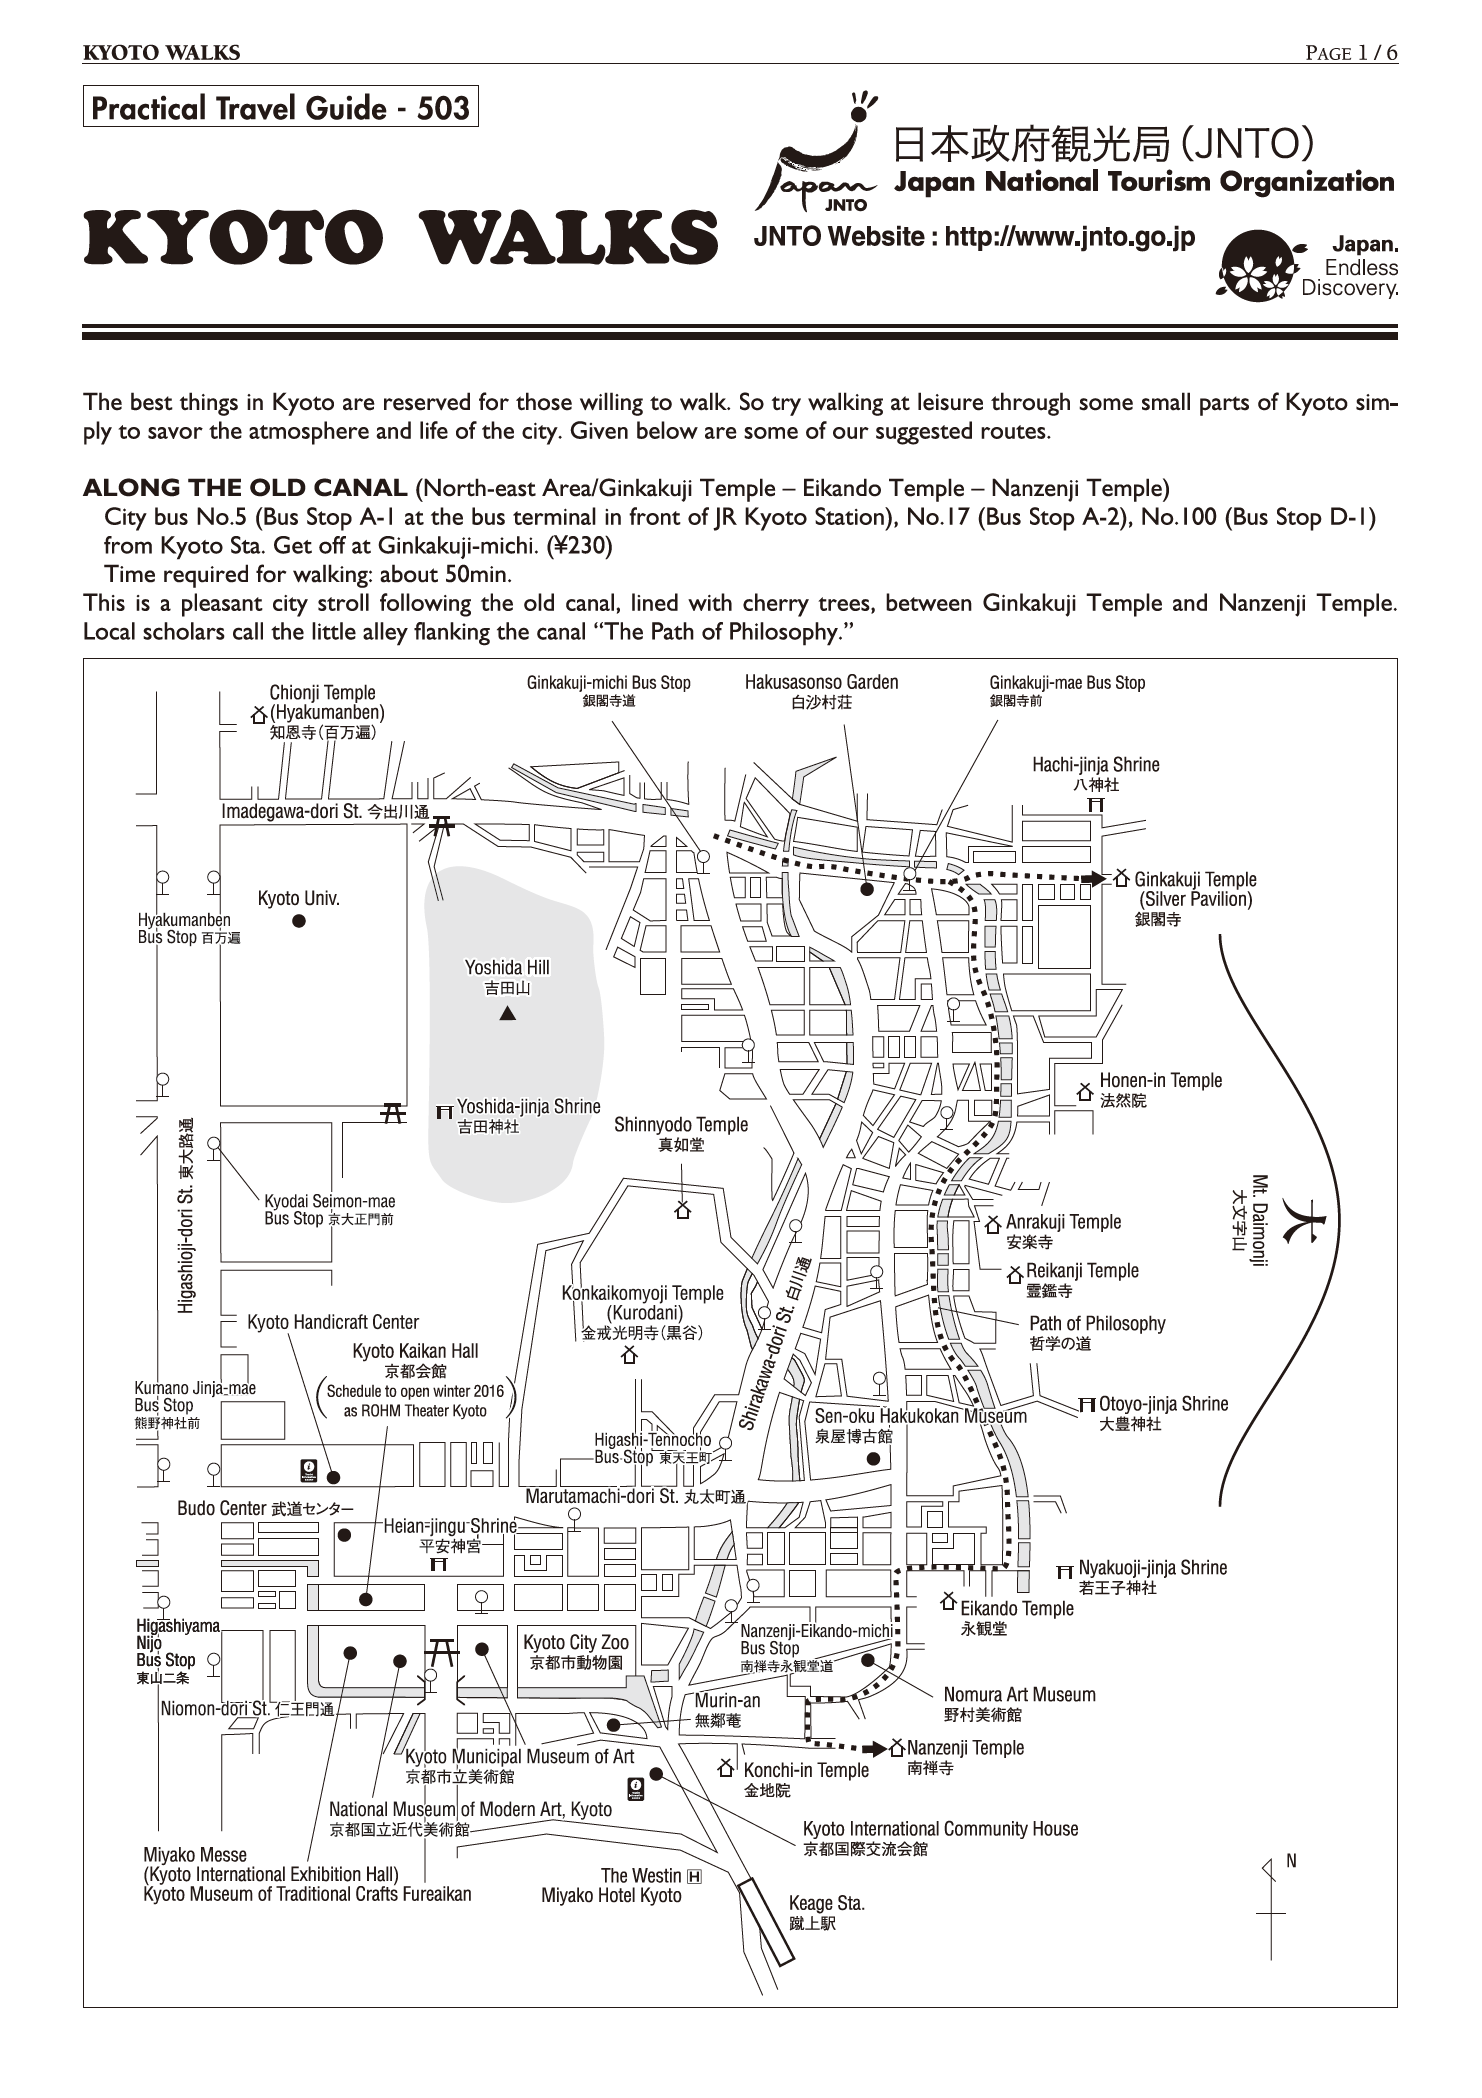 KYOTO WALKS
PAGE 1 / 6
Practical Travel Guide - 503
KYOTO WALKS
Japan
JNTO
日本政府観光局(JNTO)
Japan National Tourism Organization
JNTO Website : http://www.jnto.go.jp
Japan.
Endless
Discovery.
The best things in Kyoto are reserved for those willing to walk. So try walking at leisure through some small parts of Kyoto sim-
ply to savor the atmosphere and life of the city. Given below are some of our suggested routes.
ALONG THE OLD CANAL (North-east Area/Ginkakuji Temple – Eikando Temple – Nanzenji Temple)
City bus No.5 (Bus Stop A-1 at the bus terminal in front of JR Kyoto Station), No.17 (Bus Stop A-2), No.100 (Bus Stop D-1)
from Kyoto Sta. Get off at Ginkakuji-michi. (¥230)
Time required for walking: about 50min.
This is a pleasant city stroll following the old canal, lined with cherry trees, between Ginkakuji Temple and Nanzenji Temple.
Local scholars call the little alley flanking the canal “The Path of Philosophy.”
Chionji Temple
(Hyakumanben)
知恩寺(百万遍)
Ginkakuji-michi Bus Stop
銀閣寺道
Hakusasonso Garden
白沙村荘
Ginkakuji-mae Bus Stop
銀閣寺前
Hachi-jinja Shrine
八神社
Imadegawa-dori St. 今出川通
Kyoto Univ.
Hyakumanben
Bus Stop 百万遍
Ginkakuji Temple
(Silver Pavilion)
銀閣寺
Yoshida Hill
吉田山
Honen-in Temple
法然院
Yoshida-jinja Shrine
吉田神社
Shinnyodo Temple
真如堂
Higashioji-dori St. 東大路通
Kyodai Seimon-mae
Bus Stop 京大正門前
Anrakuji Temple
安楽寺
Mt. Daimonji
大文字山
大
Reikanji Temple
霊鑑寺
Konkaikomyoji Temple
(Kurodani)
金戒光明寺(黒谷)
Shirakawa-dori St. 白川通
Path of Philosophy
哲学の道
Kyoto Handicraft Center
Kyoto Kaikan Hall
京都会館
(Schedule to open winter 2016
as ROHM Theater Kyoto)
Kumano Jinja-mae
Bus Stop
熊野神社前
Otoyo-jinja Shrine
大豊神社
Sen-oku Hakukokan Museum
泉屋博古館
Higashi-Tennocho
Bus Stop 東天王町
Marutamachi-dori St. 丸太町通
Budo Center 武道センター
Heian-jingu Shrine
平安神宮
Nyakuoji-jinja Shrine
若王子神社
Eikando Temple
永観堂
Higashiyama
Nijo
Bus Stop
東山二条
Kyoto City Zoo
京都市動物園
Nanzenji-Eikando-michi
Bus Stop
南禅寺永観堂道
Niomon-dori St. 仁王門通
Murin-an
無鄰菴
Nomura Art Museum
野村美術館
Nanzenji Temple
南禅寺
Kyoto Municipal Museum of Art
京都市立美術館
Konchi-in Temple
金地院
National Museum of Modern Art, Kyoto
京都国立近代美術館
Kyoto International Community House
京都国際交流会館
Miyako Messe
(Kyoto International Exhibition Hall)
Kyoto Museum of Traditional Crafts Fureaikan
The Westin H
Miyako Hotel Kyoto
Keage Sta.
蹴上駅
N